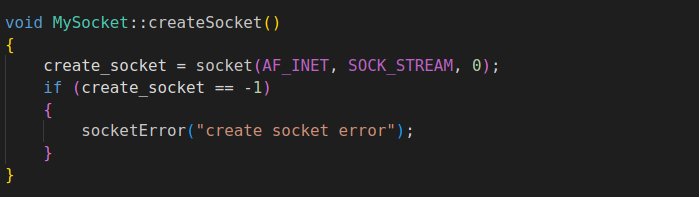 void MySocket::createSocket()
{
    create_socket = socket(AF_INET, SOCK_STREAM, 0);
    if (create_socket == -1)
    {
        socketError("create socket error");
    }
}